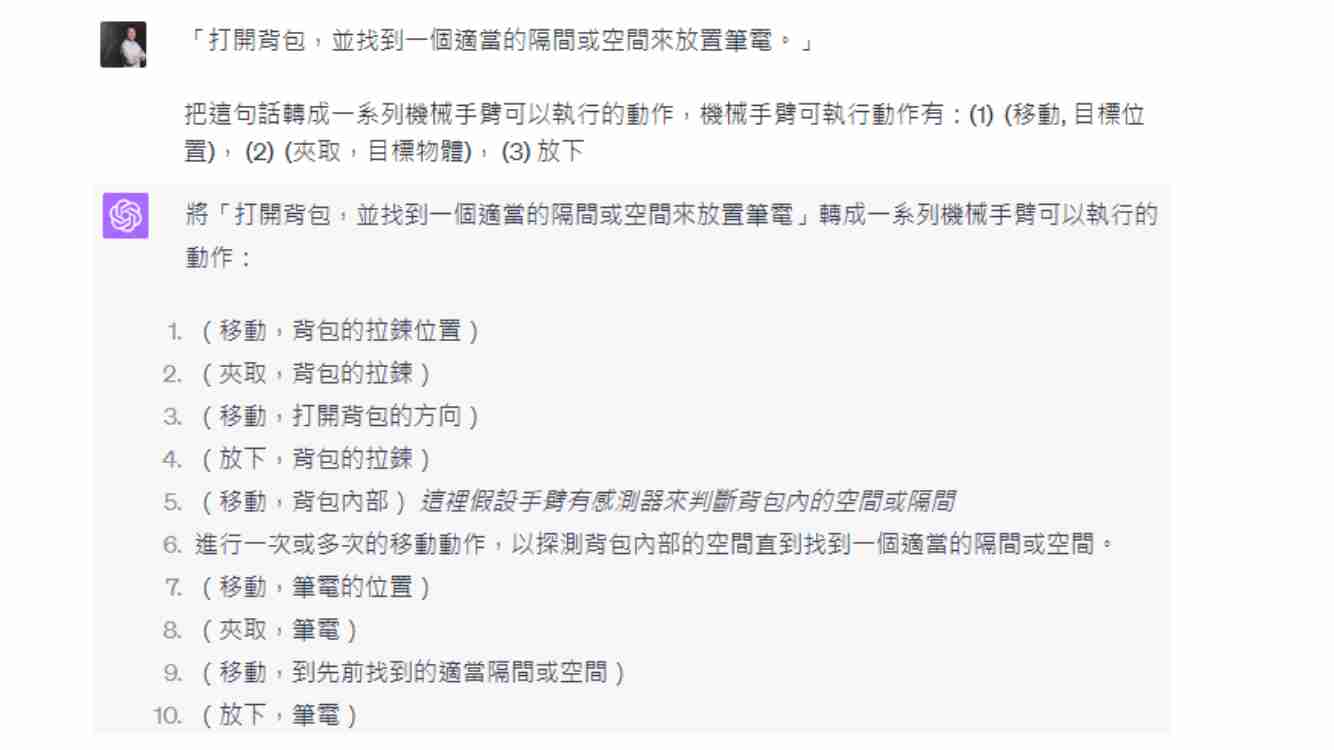 「打開背包，並找到一個適當的隔間或空間來放置筆電。」
把這句話轉成一系列機械手臂可以執行的動作，機械手臂可執行動作有：(1) (移動, 目標位
置)， (2) (夾取，目標物體)， (3) 放下
將「打開背包，並找到一個適當的隔間或空間來放置筆電」轉成一系列機械手臂可以執行的
動作：
1. （移動，背包的拉鍊位置）
2. （夾取，背包的拉鍊）
3. （移動，打開背包的方向）
4. （放下，背包的拉鍊）
5. （移動，背包內部） 這裡假設手臂有感測器來判斷背包內的空間或隔間
6. 進行一次或多次的移動動作，以探測背包內部的空間直到找到一個適當的隔間或空間。
7. （移動，筆電的位置）
8. （夾取，筆電）
9. （移動，到先前找到的適當隔間或空間）
10. （放下，筆電）